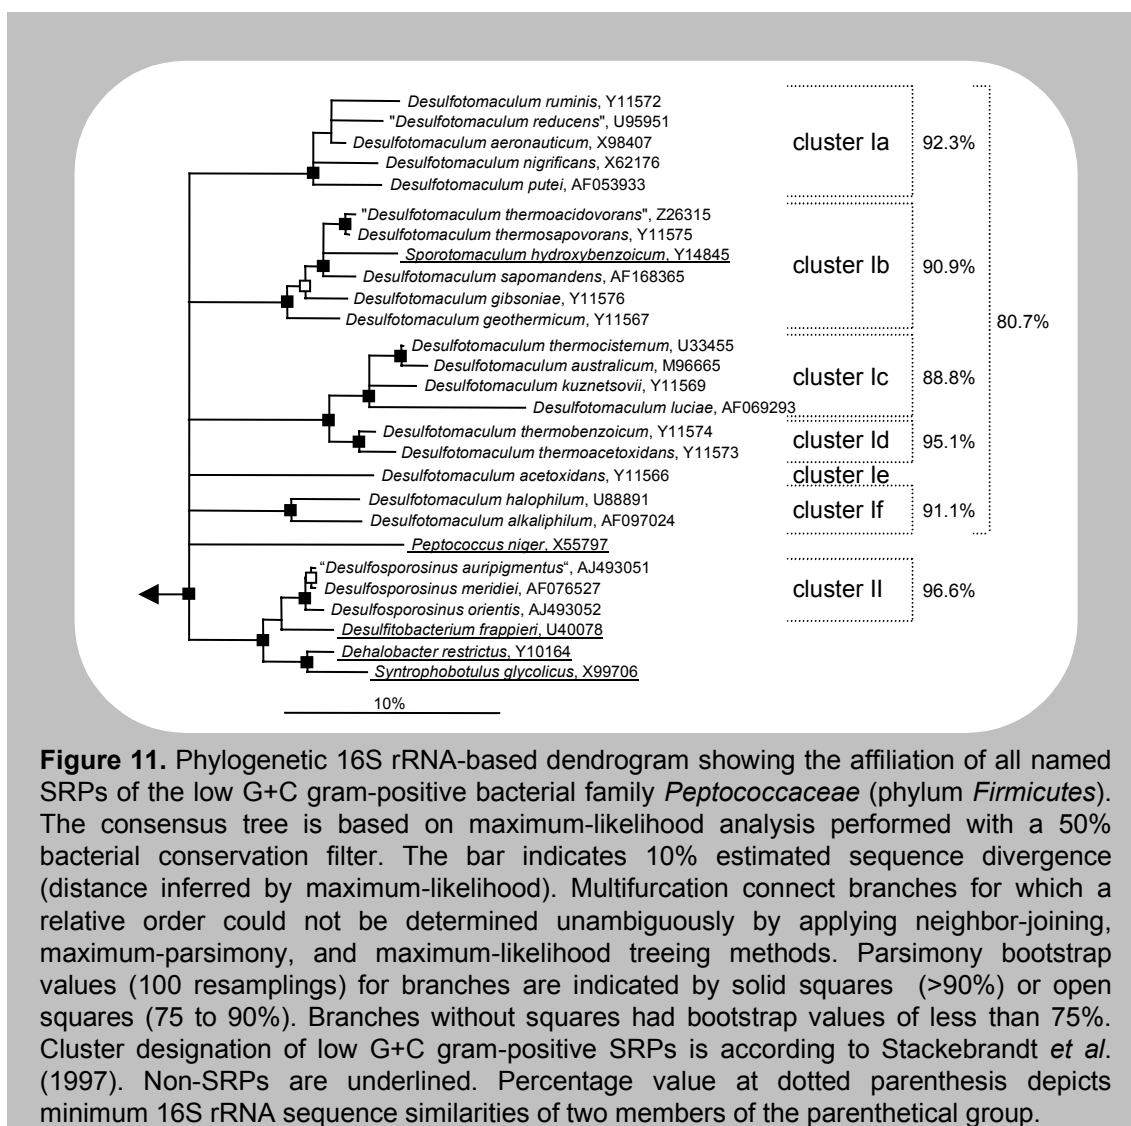 Desulfotomaculum ruminis, Y11572
"Desulfotomaculum reducens", U95951
Desulfotomaculum aeronauticum, X98407
Desulfotomaculum nigrificans, X62176
Desulfotomaculum putei, AF053933
cluster Ia
92.3%
"Desulfotomaculum thermoacidovorans", Z26315
Desulfotomaculum thermosapovorans, Y11575
Sporotomaculum hydroxybenzoicum, Y14845
Desulfotomaculum sapomandens, AF168365
Desulfotomaculum gibsoniae, Y11576
Desulfotomaculum geothermicum, Y11567
cluster Ib
90.9%
80.7%
Desulfotomaculum thermocisternum, U33455
Desulfotomaculum australicum, M96665
Desulfotomaculum kuznetsovii, Y11569
Desulfotomaculum luciae, AF069293
cluster Ic
88.8%
Desulfotomaculum thermobenzoicum, Y11574
Desulfotomaculum thermoacetoxidans, Y11573
cluster Id
95.1%
Desulfotomaculum acetoxidans, Y11566
cluster Ie
Desulfotomaculum halophilum, U88891
Desulfotomaculum alkaliphilum, AF097024
cluster If
91.1%
Peptococcus niger, X55797
“Desulfosporosinus auripigmentus“, AJ493051
Desulfosporosinus meridiei, AF076527
Desulfosporosinus orientis, AJ493052
cluster II
96.6%
Desulfitobacterium frappieri, U40078
Dehalobacter restrictus, Y10164
Syntrophobotulus glycolicus, X99706
10%
Figure 11. Phylogenetic 16S rRNA-based dendrogram showing the affiliation of all named
SRPs of the low G+C gram-positive bacterial family Peptococcaceae (phylum Firmicutes).
The consensus tree is based on maximum-likelihood analysis performed with a 50%
bacterial conservation filter. The bar indicates 10% estimated sequence divergence
(distance inferred by maximum-likelihood). Multifurcation connect branches for which a
relative order could not be determined unambiguously by applying neighbor-joining,
maximum-parsimony, and maximum-likelihood treeing methods. Parsimony bootstrap
values (100 resamplings) for branches are indicated by solid squares (>90%) or open
squares (75 to 90%). Branches without squares had bootstrap values of less than 75%.
Cluster designation of low G+C gram-positive SRPs is according to Stackebrandt et al.
(1997). Non-SRPs are underlined. Percentage value at dotted parenthesis depicts
minimum 16S rRNA sequence similarities of two members of the parenthetical group.